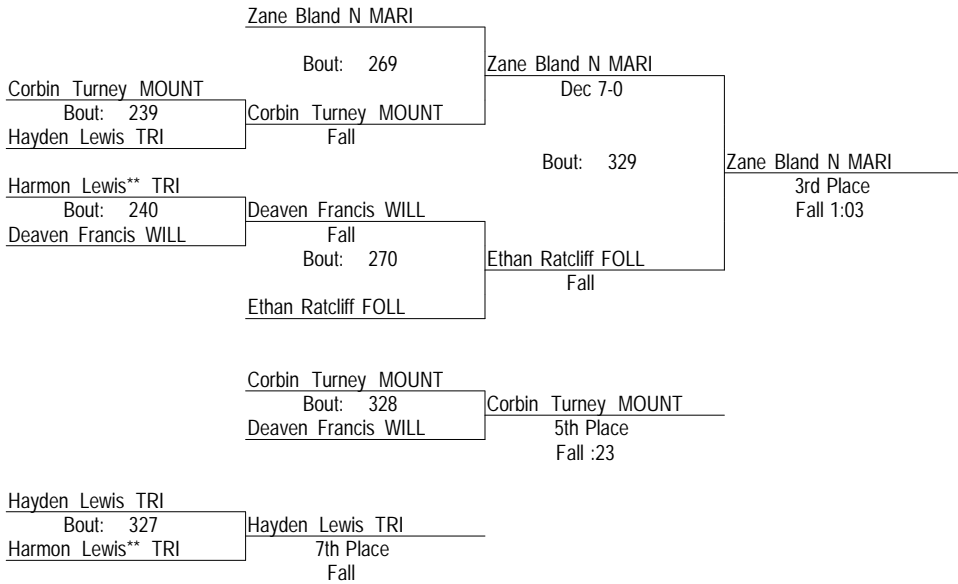 Zane Bland N MARI
Bout: 269
Zane Bland N MARI
Corbin Turney MOUNT
Dec 7-0
Bout: 239
Corbin Turney MOUNT
Hayden Lewis TRI
Fall
Bout: 329
Zane Bland N MARI
Harmon Lewis** TRI
3rd Place
Bout: 240
Deaven Francis WILL
Fall 1:03
Deaven Francis WILL
Fall
Bout: 270
Ethan Ratcliff FOLL
Fall
Ethan Ratcliff FOLL
Corbin Turney MOUNT
Bout: 328
Corbin Turney MOUNT
Deaven Francis WILL
5th Place
Fall :23
Hayden Lewis TRI
Bout: 327
Hayden Lewis TRI
Harmon Lewis** TRI
7th Place
Fall